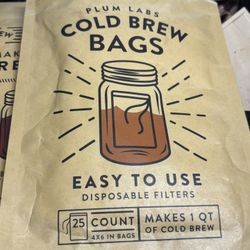 PLUM LABS
COLD BREW
BAGS
EASY TO USE
DISPOSABLE FILTERS
25 COUNT
4X6 IN BAGS
MAKES 1 QT
OF COLD BREW